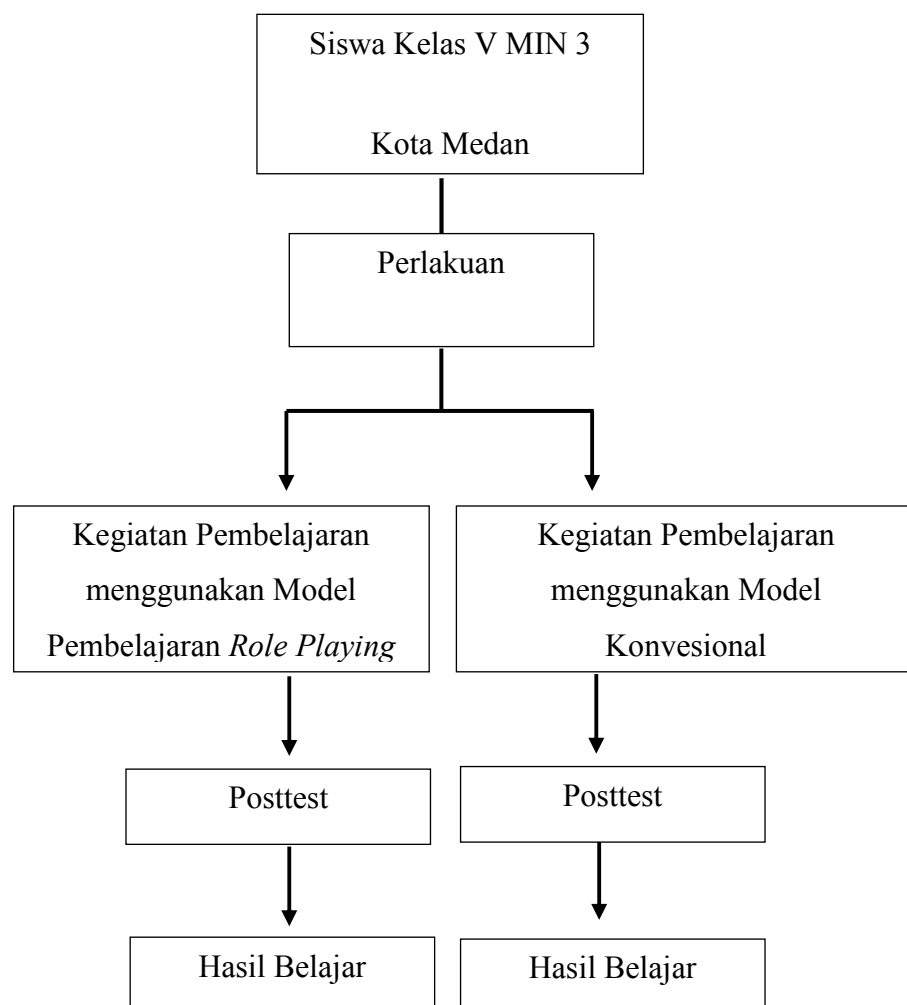 Siswa Kelas V MIN 3
Kota Medan
Perlakuan
Kegiatan Pembelajaran
menggunakan Model
Pembelajaran Role Playing
Kegiatan Pembelajaran
menggunakan Model
Konvesional
Posttest
Posttest
Hasil Belajar
Hasil Belajar